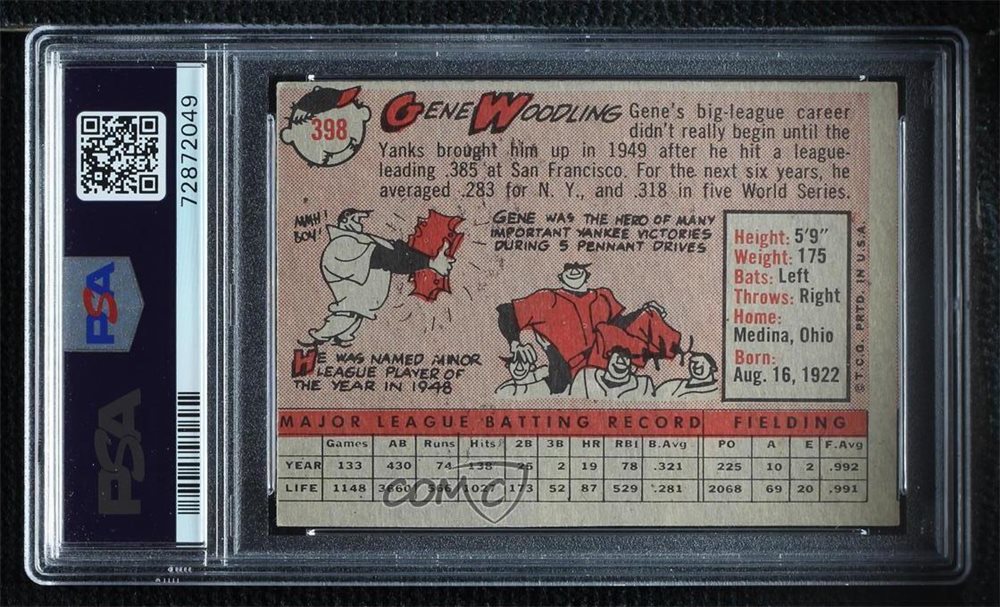 72872049
PSA
PSA
398
GENE WOODLING
Gene's big-league career
didn't really begin until the
Yanks brought him up in 1949 after he hit a league-
leading .385 at San Francisco. For the next six years, he
averaged .283 for N. Y., and .318 in five World Series.
MMH!
BOY!
GENE WAS THE HERO OF MANY
IMPORTANT YANKEE VICTORIES
DURING 5 PENNANT DRIVES
HE WAS NAMED MINOR
LEAGUE PLAYER OF
THE YEAR IN 1948
Height: 5'9"
Weight: 175
Bats: Left
Throws: Right
Home:
Medina, Ohio
Born:
Aug. 16, 1922
© T.C.G. PRTD. IN U.S.A.
MAJOR LEAGUE BATTING RECORD FIELDING
Games AB Runs Hits 2B 3B HR RBI B.Avg PO A E F.Avg
YEAR 133 430 74 138 25 2 19 78 .321 225 10 2 .992
LIFE 1148 173 52 87 529 .281 2068 69 20 .991
COMC